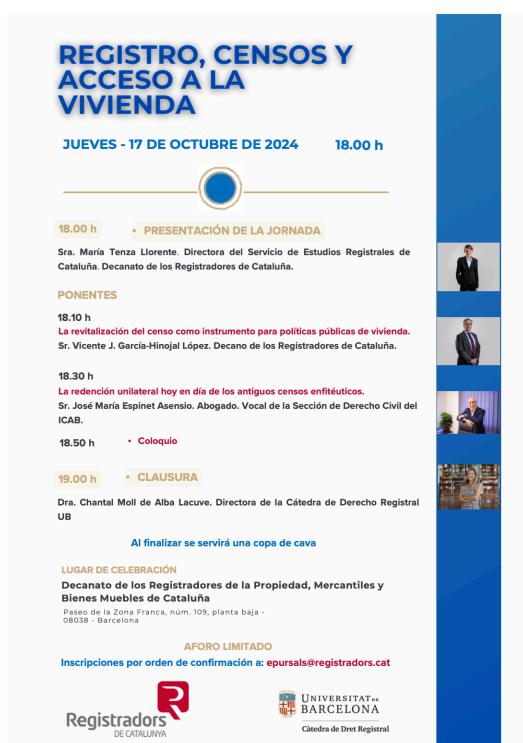 REGISTRO, CENSOS Y
ACCESO A LA
VIVIENDA
JUEVES - 17 DE OCTUBRE DE 2024 18.00 h
18.00 h • PRESENTACIÓN DE LA JORNADA
Sra. María Tenza Llorente. Directora del Servicio de Estudios Registrales de
Cataluña. Decanato de los Registradores de Cataluña.
PONENTES
18.10 h
La revitalización del censo como instrumento para políticas públicas de vivienda.
Sr. Vicente J. García-Hinojal López. Decano de los Registradores de Cataluña.
18.30 h
La redención unilateral hoy en día de los antiguos censos enfitéuticos.
Sr. José María Espinet Asensio. Abogado. Vocal de la Sección de Derecho Civil del
ICAB.
18.50 h • Coloquio
19.00 h • CLAUSURA
Dra. Chantal Moll de Alba Lacuve. Directora de la Cátedra de Derecho Registral
UB
Al finalizar se servirá una copa de cava
LUGAR DE CELEBRACIÓN
Decanato de los Registradores de la Propiedad, Mercantiles y
Bienes Muebles de Cataluña
Paseo de la Zona Franca, núm. 109, planta baja -
08038 - Barcelona
AFORO LIMITADO
Inscripciones por orden de confirmación a: epursals@registradors.cat
Registradors
DE CATALUNYA
UNIVERSITAT DE
BARCELONA
Càtedra de Dret Registral